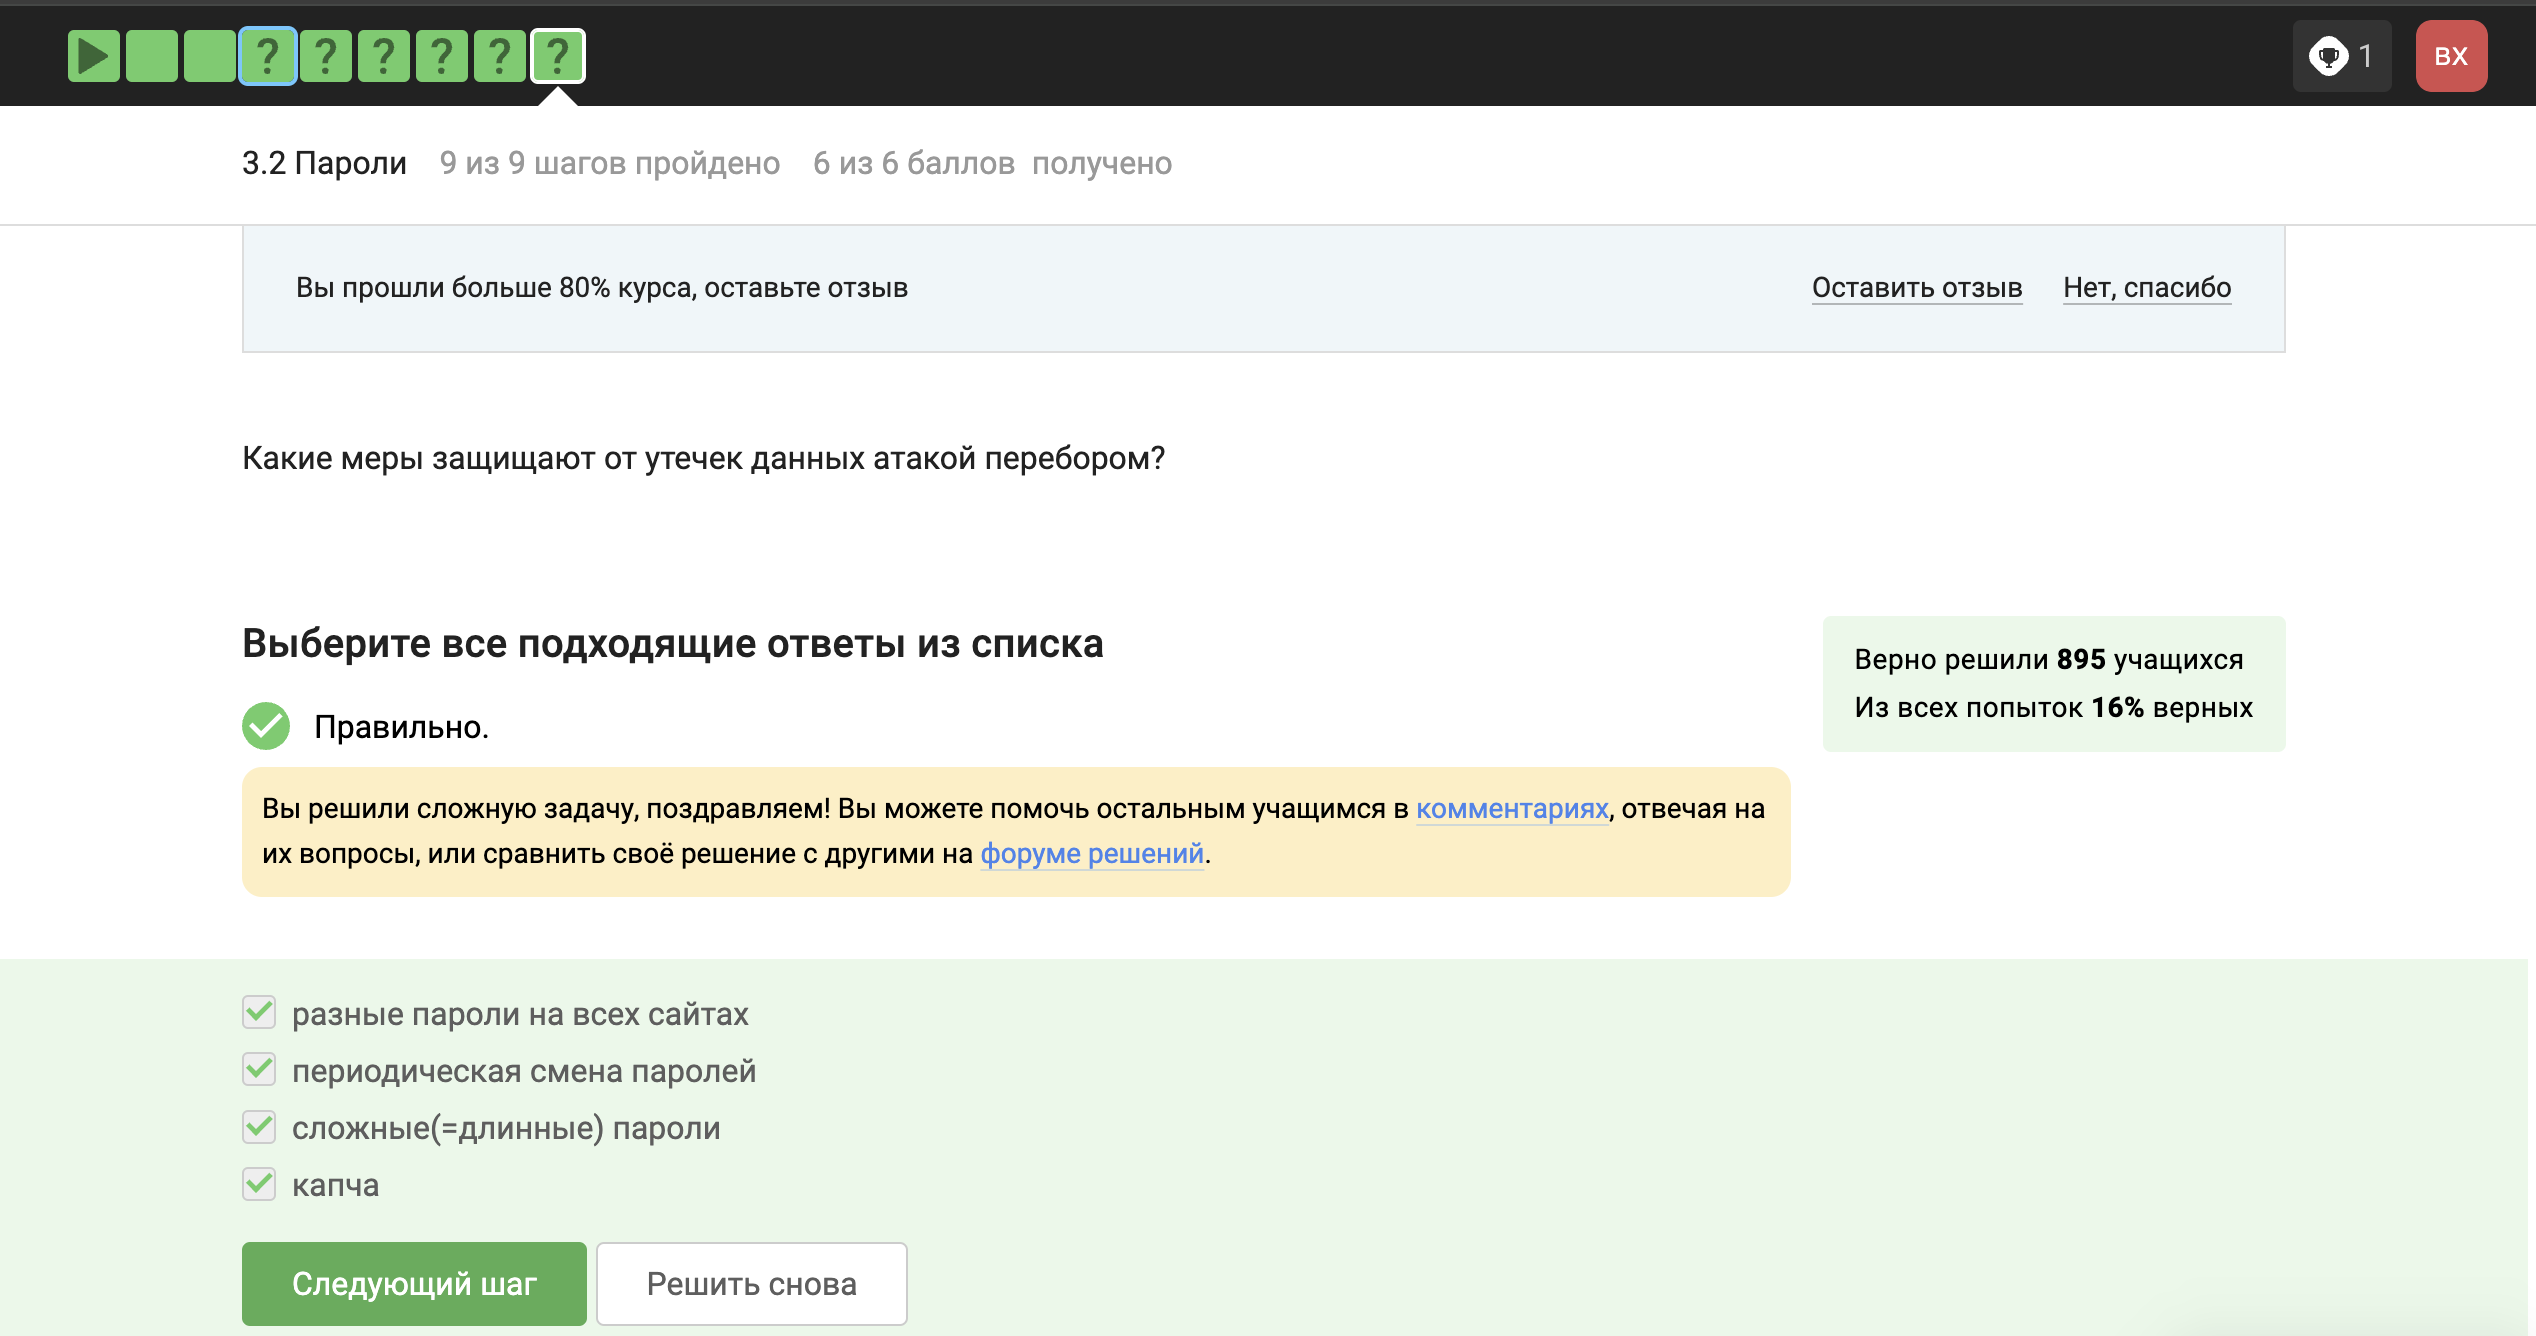 ? ? ? ? ? ?
1
ВХ
3.2 Пароли 9 из 9 шагов пройдено 6 из 6 баллов получено
Вы прошли больше 80% курса, оставьте отзыв Оставить отзыв Нет, спасибо
Какие меры защищают от утечек данных атакой перебором?
Выберите все подходящие ответы из списка
Верно решили 895 учащихся
Из всех попыток 16% верных
Правильно.
Вы решили сложную задачу, поздравляем! Вы можете помочь остальным учащимся в комментариях, отвечая на
их вопросы, или сравнить своё решение с другими на форуме решений.
разные пароли на всех сайтах
периодическая смена паролей
сложные(=длинные) пароли
капча
Следующий шаг
Решить снова